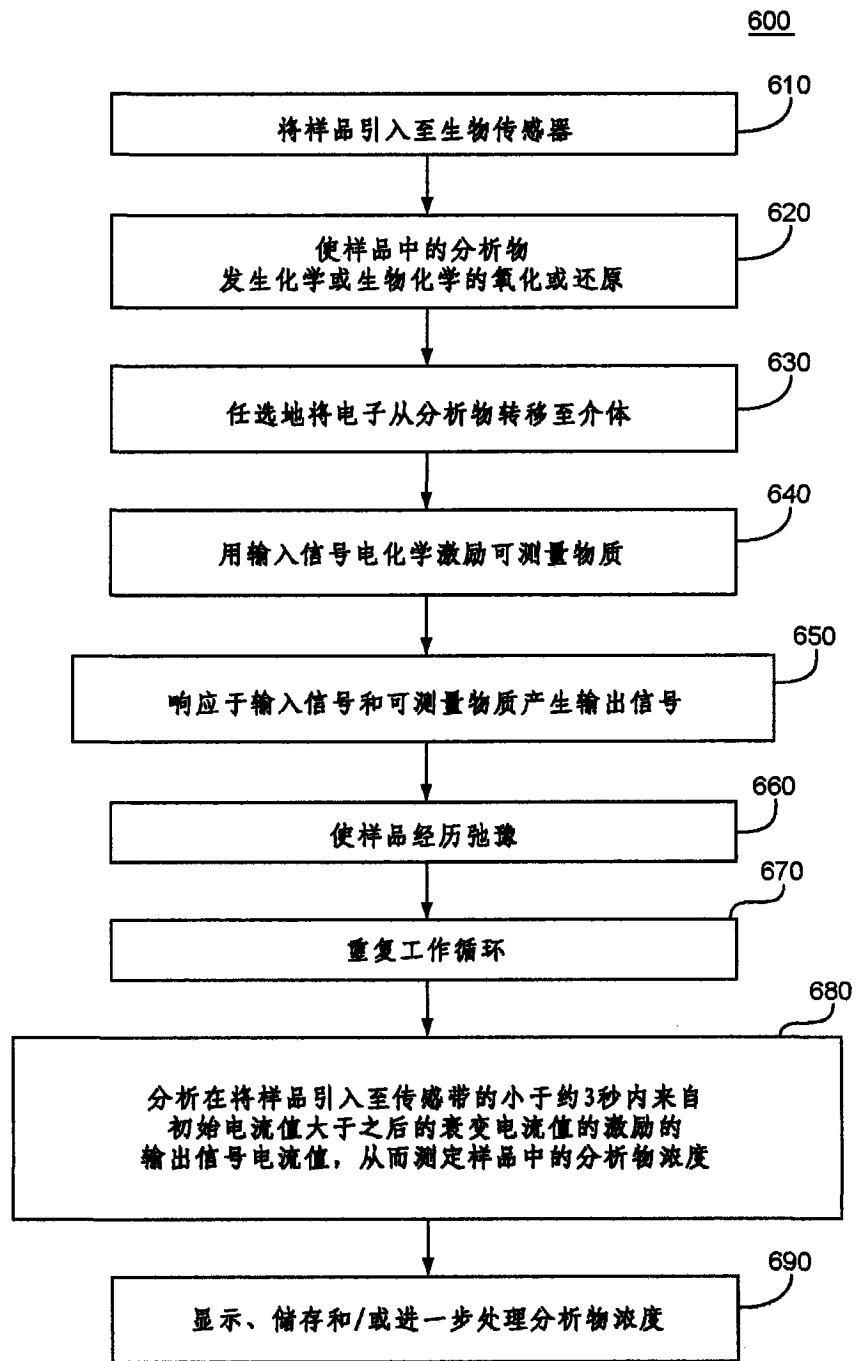 600
610
将样品引入至生物传感器
620
使样品中的分析物
发生化学或生物化学的氧化或还原
630
任选地将电子从分析物转移至介体
640
用输入信号电化学激励可测量物质
650
响应于输入信号和可测量物质产生输出信号
660
使样品经历弛豫
670
重复工作循环
680
分析在将样品引入至传感带的小于约3秒内来自
初始电流值大于之后的衰变电流值的激励的
输出信号电流值，从而测定样品中的分析物浓度
690
显示、储存和/或进一步处理分析物浓度